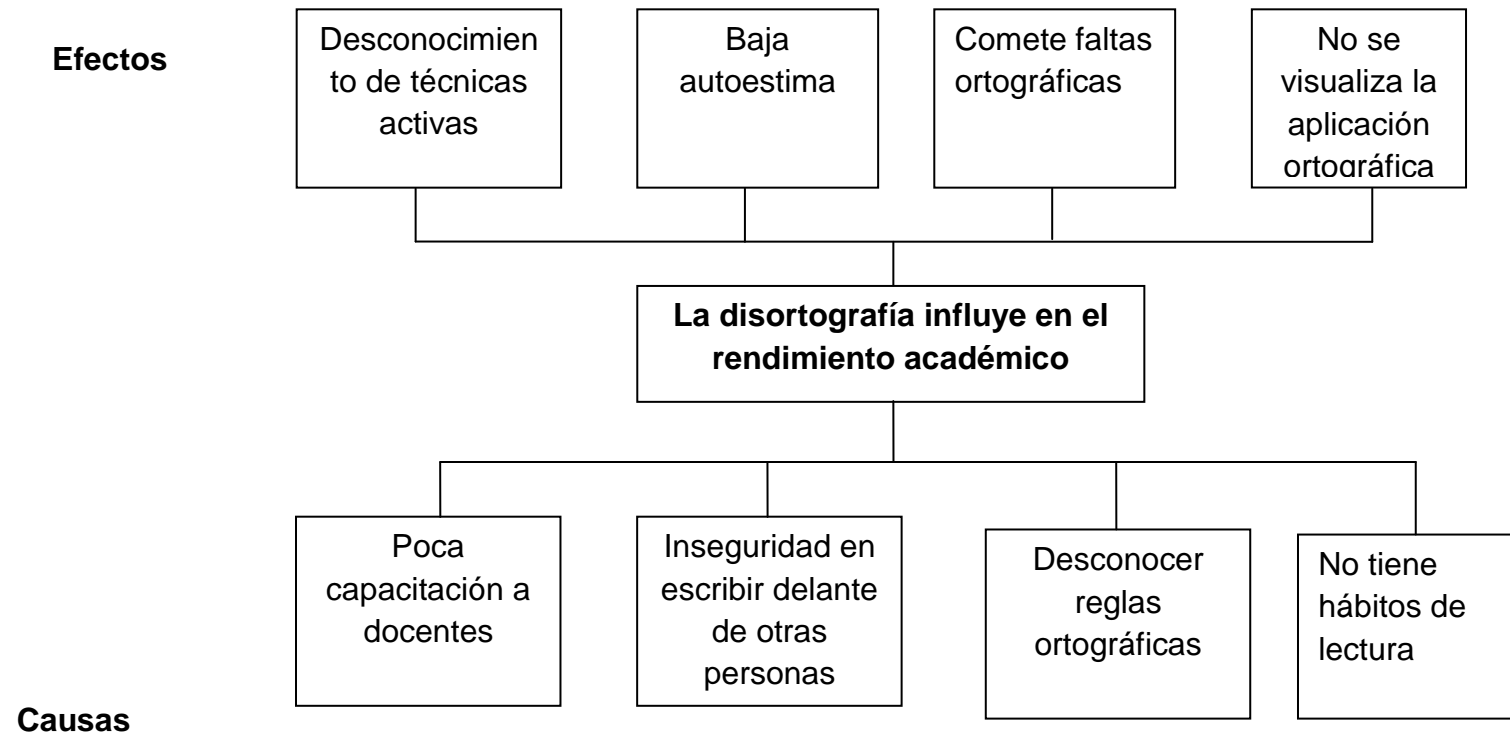 Efectos
Desconocimien
to de técnicas
activas
Baja
autoestima
Comete faltas
ortográficas
No se
visualiza la
aplicación
ortográfica
La disortografía influye en el
rendimiento académico
Poca
capacitación a
docentes
Inseguridad en
escribir delante
de otras
personas
Desconocer
reglas
ortográficas
No tiene
hábitos de
lectura
Causas